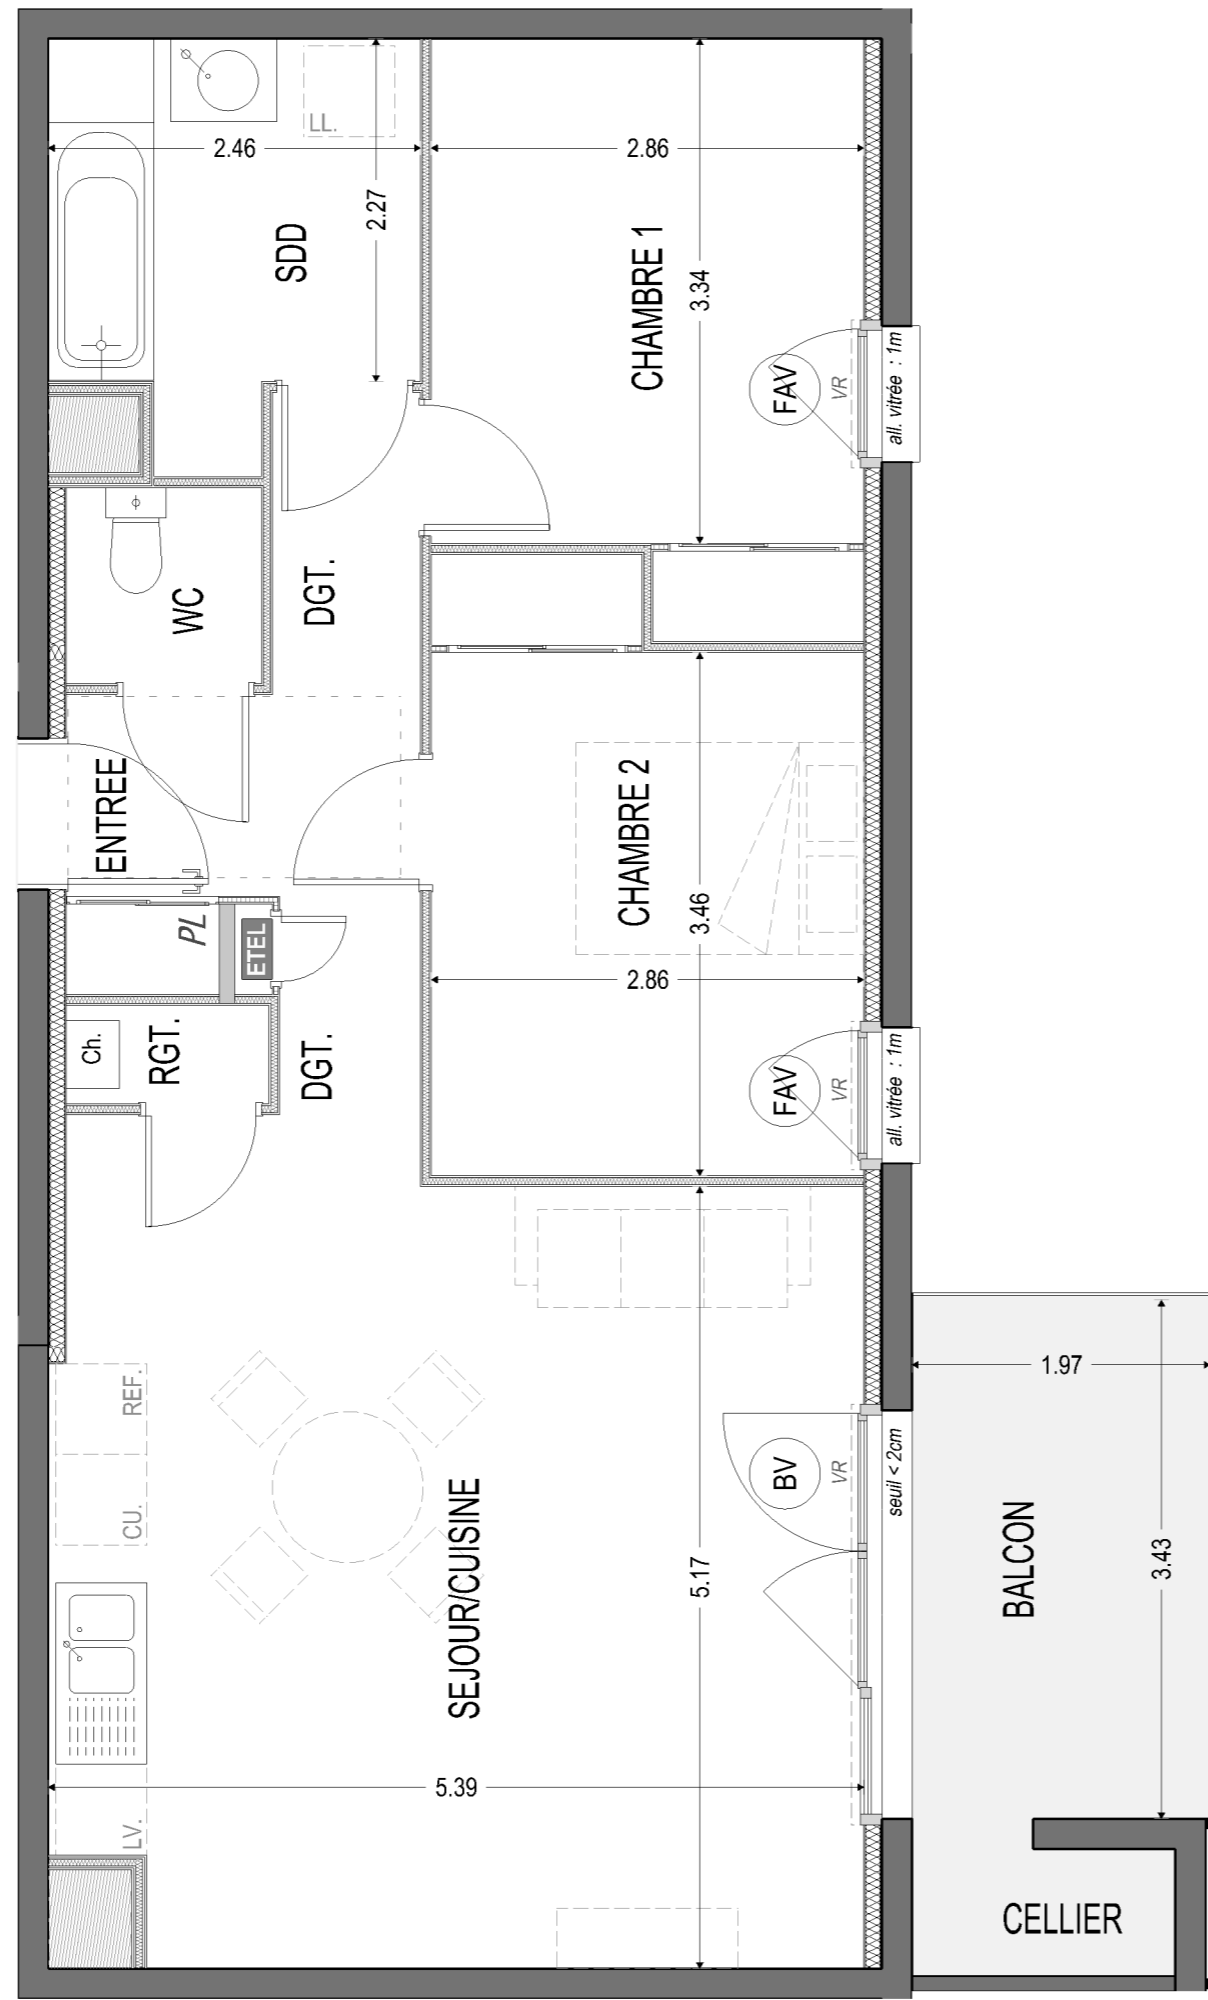 LL.
2.46
2.86
2.27
SDD
CHAMBRE 1
3.34
FAV
VR
all. vitrée : 1m
WC
DGT.
ENTREE
CHAMBRE 2
3.46
PL
ETEL
2.86
Ch.
RGT.
DGT.
FAV
VR
all. vitrée : 1m
1.97
REF.
CU.
BV
VR
seuil < 2cm
SEJOUR/CUISINE
5.17
BALCON
3.43
5.39
LV.
CELLIER